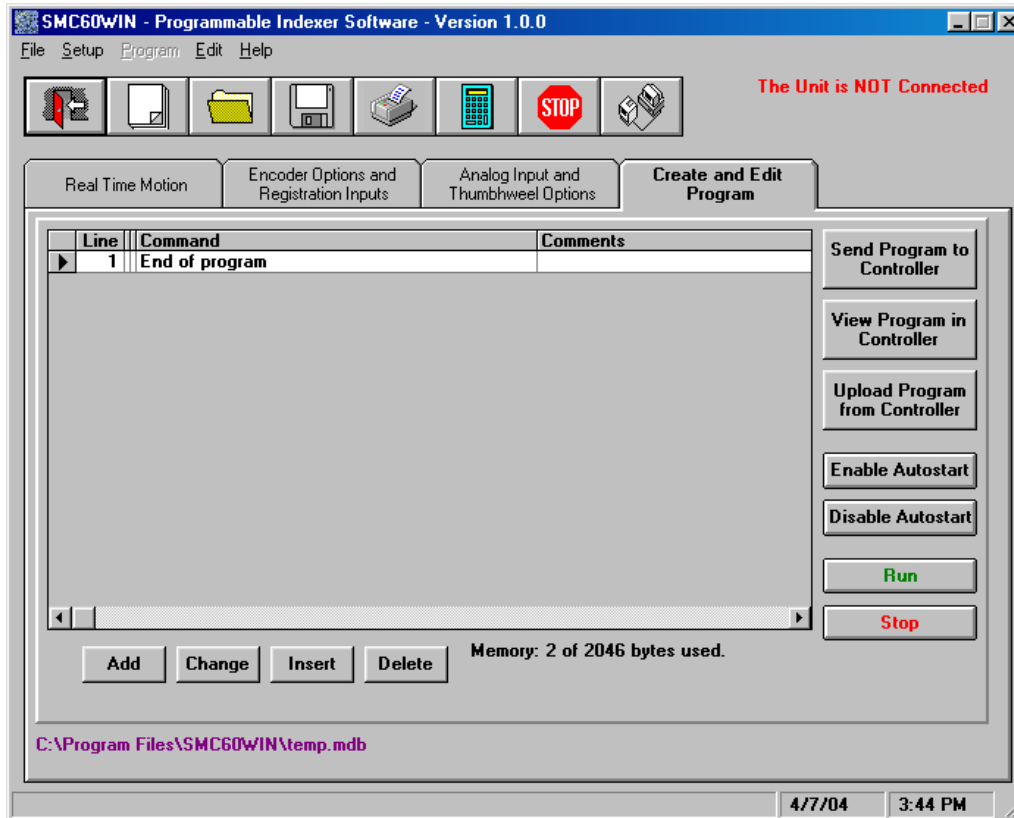 SMC60WIN - Programmable Indexer Software - Version 1.0.0
File Setup Program Edit Help
STOP
The Unit is NOT Connected
Real Time Motion
Encoder Options and
Registration Inputs
Analog Input and
Thumbhweel Options
Create and Edit
Program
Line Command Comments
1 End of program
Send Program to
Controller
View Program in
Controller
Upload Program
from Controller
Enable Autostart
Disable Autostart
Run
Stop
Add Change Insert Delete
Memory: 2 of 2046 bytes used.
C:\Program Files\SMC60WIN\temp.mdb
4/7/04 3:44 PM